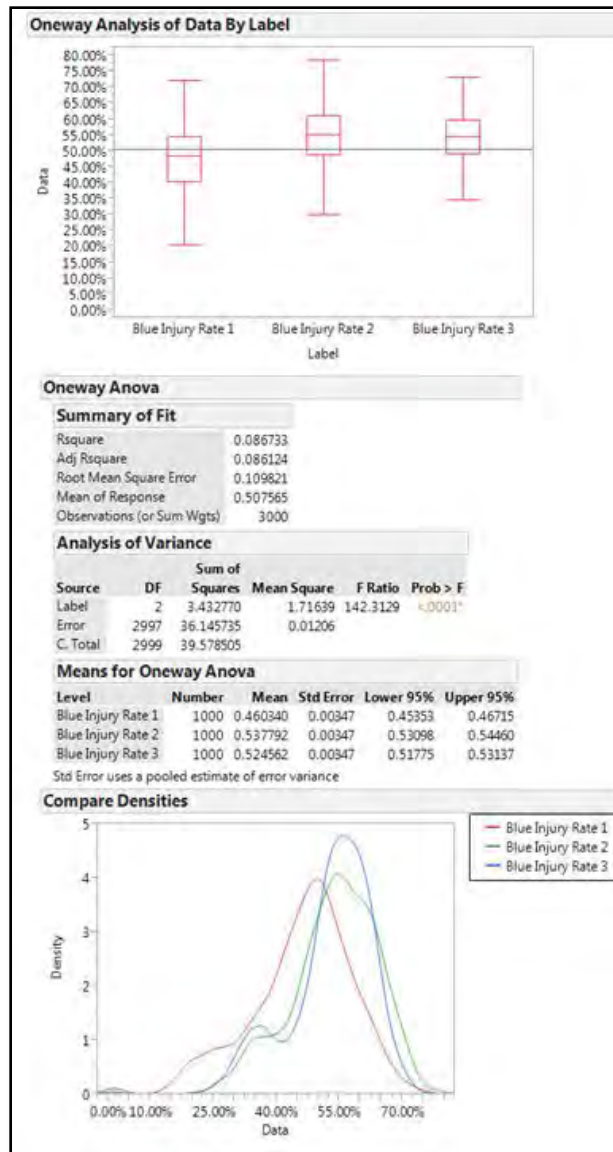 Oneway Analysis of Data By Label
80.00%
75.00%
70.00%
65.00%
60.00%
55.00%
50.00%
45.00%
40.00%
35.00%
30.00%
25.00%
20.00%
15.00%
10.00%
5.00%
0.00%
Data
Blue Injury Rate 1 Blue Injury Rate 2 Blue Injury Rate 3
Label
Oneway Anova
Summary of Fit
Rsquare 0.086733
Adj Rsquare 0.086124
Root Mean Square Error 0.109821
Mean of Response 0.507565
Observations (or Sum Wgts) 3000
Analysis of Variance
Sum of
Source DF Squares Mean Square F Ratio Prob > F
Label 2 3.432770 1.71639 142.3129 <.0001*
Error 2997 36.145735 0.01206
C. Total 2999 39.578505
Means for Oneway Anova
Level Number Mean Std Error Lower 95% Upper 95%
Blue Injury Rate 1 1000 0.460340 0.00347 0.45353 0.46715
Blue Injury Rate 2 1000 0.537792 0.00347 0.53098 0.54460
Blue Injury Rate 3 1000 0.524562 0.00347 0.51775 0.53137
Std Error uses a pooled estimate of error variance
Compare Densities
5
4
3
2
1
0
Density
0.00% 10.00% 25.00% 40.00% 55.00% 70.00%
Data
Blue Injury Rate 1
Blue Injury Rate 2
Blue Injury Rate 3